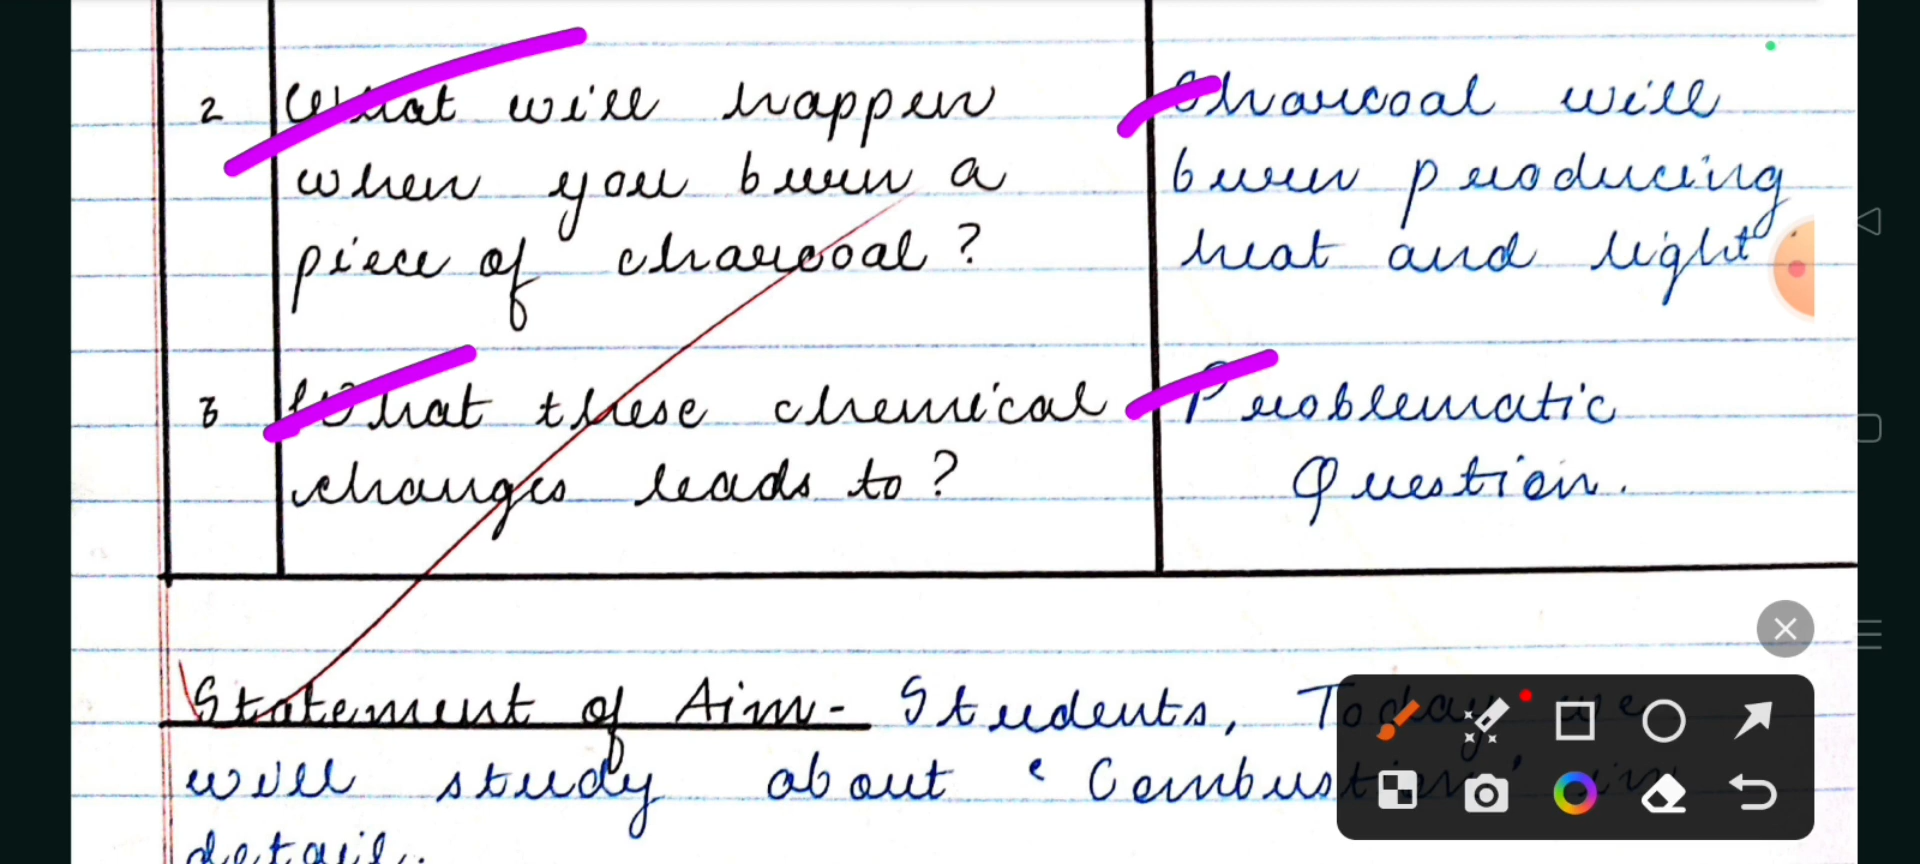 2 What will happen Charcoal will
when you burn a burn producing
piece of charcoal? heat and light
3 What these chemical Problematic
changes leads to? Question.
Statement of Aim- Students, Today we
will study about 'Combustion' in
detail.